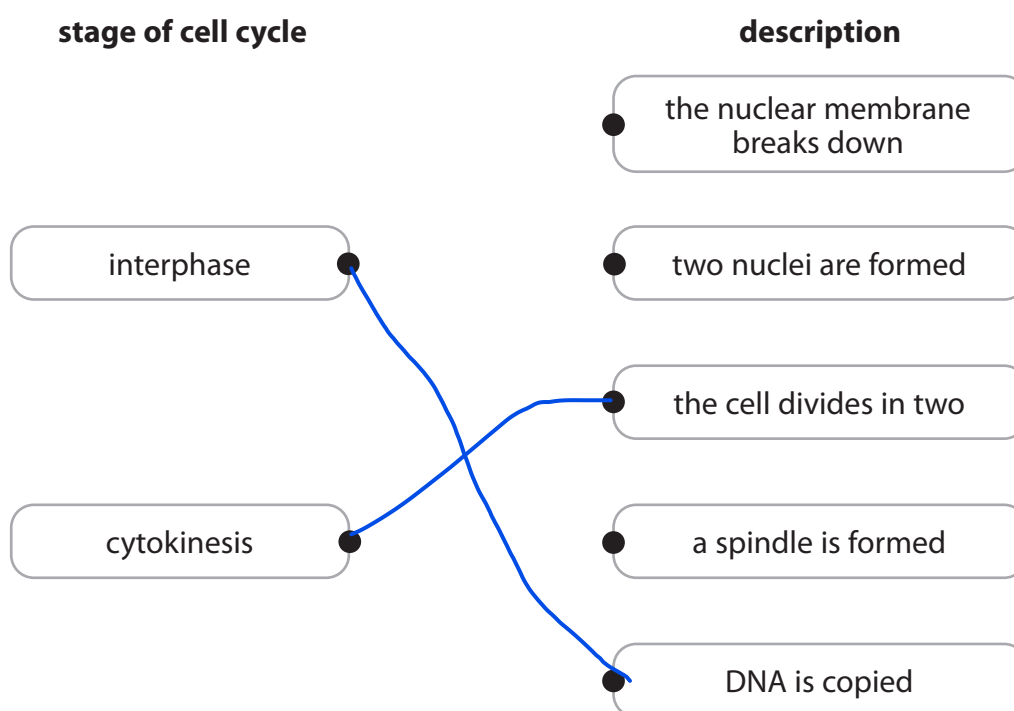 stage of cell cycle
description
the nuclear membrane
breaks down
interphase
two nuclei are formed
the cell divides in two
cytokinesis
a spindle is formed
DNA is copied